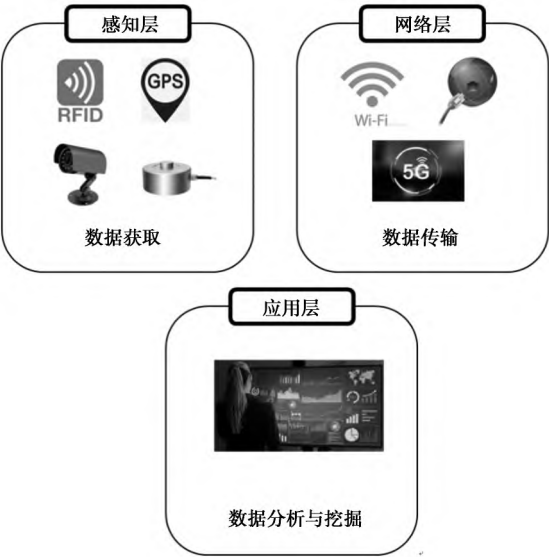 感知层
网络层
RFID
GPS
Wi-Fi
5G
数据获取
数据传输
应用层
数据分析与挖掘